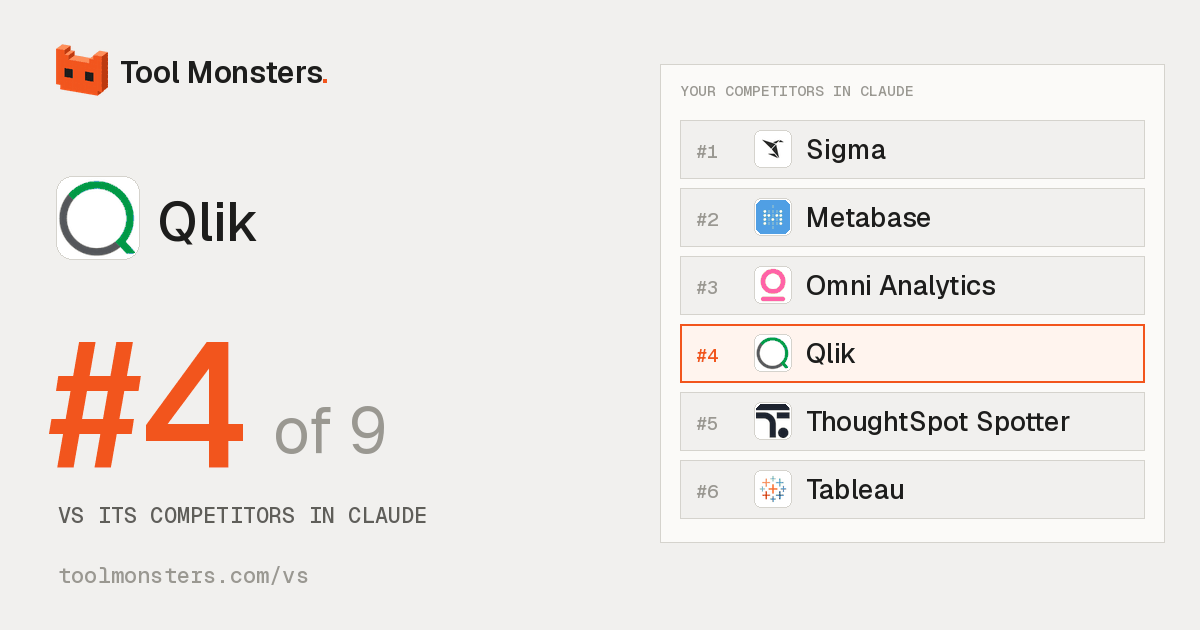 Tool Monsters.
Qlik
#4 of 9
VS ITS COMPETITORS IN CLAUDE
toolmonsters.com/vs
YOUR COMPETITORS IN CLAUDE
#1 Sigma
#2 Metabase
#3 Omni Analytics
#4 Qlik
#5 ThoughtSpot Spotter
#6 Tableau